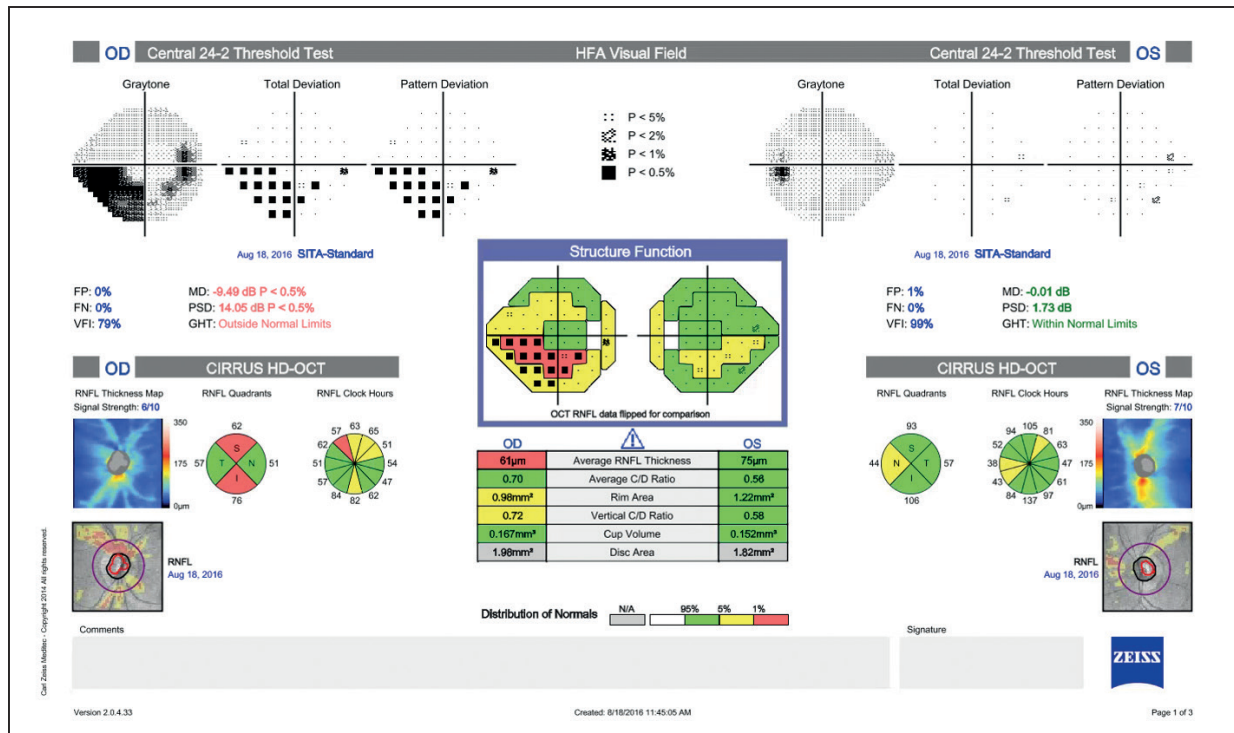 OD Central 24-2 Threshold Test HFA Visual Field Central 24-2 Threshold Test OS
Graytone Total Deviation Pattern Deviation
P < 5%
P < 2%
P < 1%
P < 0.5%
Graytone Total Deviation Pattern Deviation
Aug 18, 2016 SITA-Standard
FP: 0% MD: -9.49 dB P < 0.5%
FN: 0% PSD: 14.05 dB P < 0.5%
VFI: 79% GHT: Outside Normal Limits
Structure Function
OCT RNFL data flipped for comparison
Aug 18, 2016 SITA-Standard
FP: 1% MD: -0.01 dB
FN: 0% PSD: 1.73 dB
VFI: 99% GHT: Within Normal Limits
OD CIRRUS HD-OCT
RNFL Thickness Map RNFL Quadrants RNFL Clock Hours
Signal Strength: 6/10
350
175
0µm
62
S
57 T N 51
I
76
63
65
51
54
47
62
82
84
57
51
62
57
RNFL
Aug 18, 2016
OD OS
61µm Average RNFL Thickness 75µm
0.70 Average C/D Ratio 0.56
0.98mm² Rim Area 1.22mm²
0.72 Vertical C/D Ratio 0.58
0.167mm³ Cup Volume 0.152mm³
1.98mm² Disc Area 1.82mm²
Distribution of Normals N/A 95% 5% 1%
CIRRUS HD-OCT OS
RNFL Quadrants RNFL Clock Hours RNFL Thickness Map
Signal Strength: 7/10
93
S
44 N T 57
I
106
105
81
63
47
61
97
137
84
43
38
52
94
350
175
0µm
RNFL
Aug 18, 2016
Comments
Signature
ZEISS
Carl Zeiss Meditec - Copyright 2014 All rights reserved.
Version 2.0.4.33 Created: 8/18/2016 11:45:05 AM Page 1 of 3